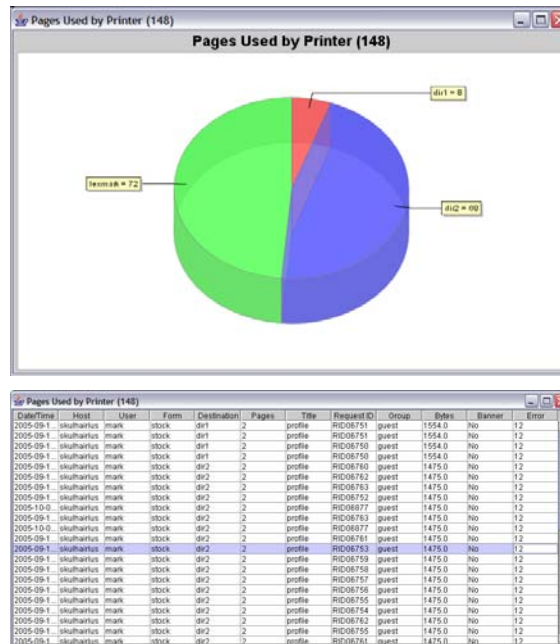 Pages Used by Printer (148)
Pages Used by Printer (148)
dir1 = 8
lexmark = 72
dir2 = 68
Pages Used by Printer (148)
Date/Time Host User Form Destination Pages Title Request ID Group Bytes Banner Error
2005-09-1... skulhairlus mark stock dir1 2 profile RID06751 guest 1554.0 No 12
2005-09-1... skulhairlus mark stock dir1 2 profile RID06751 guest 1554.0 No 12
2005-09-1... skulhairlus mark stock dir1 2 profile RID06750 guest 1554.0 No 12
2005-09-1... skulhairlus mark stock dir1 2 profile RID06750 guest 1554.0 No 12
2005-09-1... skulhairlus mark stock dir2 2 profile RID06760 guest 1475.0 No 12
2005-09-1... skulhairlus mark stock dir2 2 profile RID06762 guest 1475.0 No 12
2005-09-1... skulhairlus mark stock dir2 2 profile RID06763 guest 1475.0 No 12
2005-09-1... skulhairlus mark stock dir2 2 profile RID06752 guest 1475.0 No 12
2005-10-0... skulhairlus mark stock dir2 2 profile RID06877 guest 1475.0 No 12
2005-09-1... skulhairlus mark stock dir2 2 profile RID06763 guest 1475.0 No 12
2005-10-0... skulhairlus mark stock dir2 2 profile RID06877 guest 1475.0 No 12
2005-09-1... skulhairlus mark stock dir2 2 profile RID06761 guest 1475.0 No 12
2005-09-1... skulhairlus mark stock dir2 2 profile RID06753 guest 1475.0 No 12
2005-09-1... skulhairlus mark stock dir2 2 profile RID06759 guest 1475.0 No 12
2005-09-1... skulhairlus mark stock dir2 2 profile RID06758 guest 1475.0 No 12
2005-09-1... skulhairlus mark stock dir2 2 profile RID06757 guest 1475.0 No 12
2005-09-1... skulhairlus mark stock dir2 2 profile RID06756 guest 1475.0 No 12
2005-09-1... skulhairlus mark stock dir2 2 profile RID06755 guest 1475.0 No 12
2005-09-1... skulhairlus mark stock dir2 2 profile RID06754 guest 1475.0 No 12
2005-09-1... skulhairlus mark stock dir2 2 profile RID06762 guest 1475.0 No 12
2005-09-1... skulhairlus mark stock dir2 2 profile RID06755 guest 1475.0 No 12
2005-09-1... skulhairlus mark stock dir2 2 profile RID06761 guest 1475.0 No 12